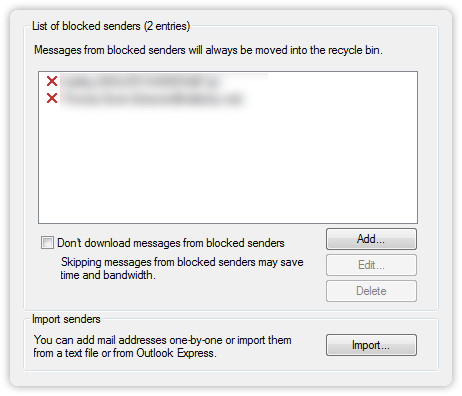 List of blocked senders (2 entries)
Messages from blocked senders will always be moved into the recycle bin.
Don't download messages from blocked senders
Skipping messages from blocked senders may save
time and bandwidth.
Add...
Edit...
Delete
Import senders
You can add mail addresses one-by-one or import them
from a text file or from Outlook Express.
Import...